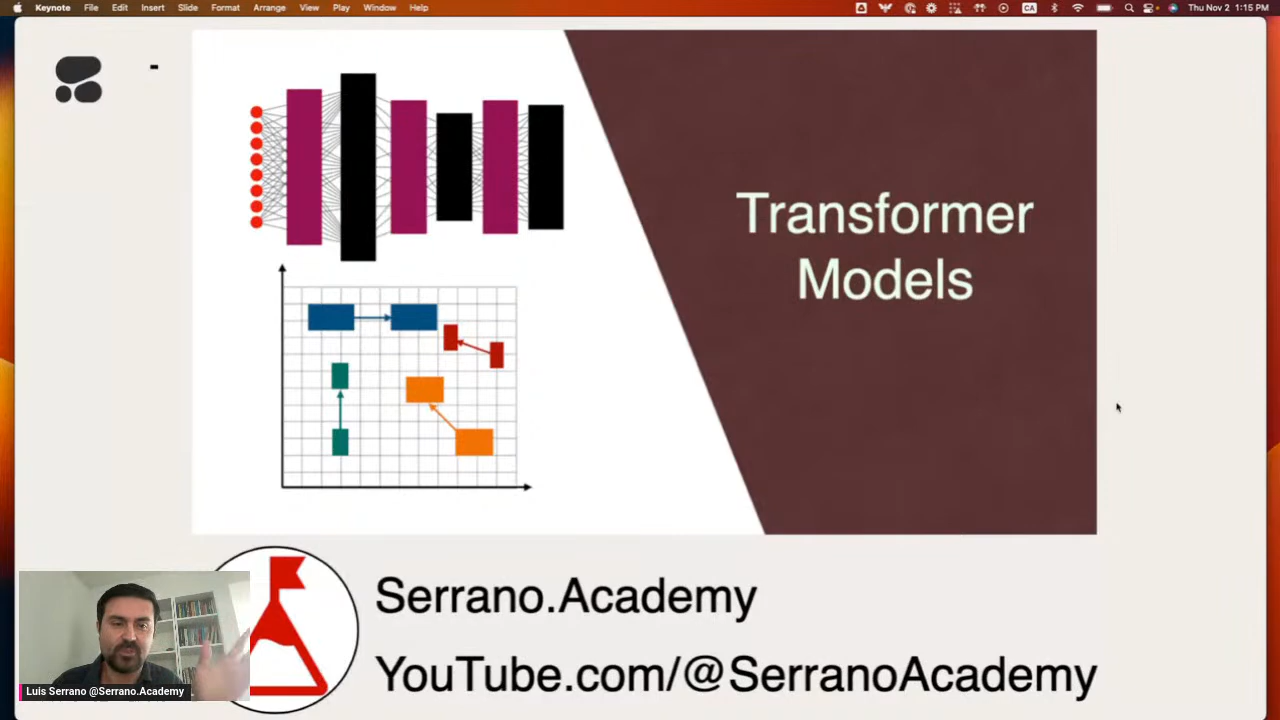 Keynote File Edit Insert Slide Format Arrange View Play Window Help CA Thu Nov 2 1:15 PM
-
Transformer
Models
Serrano.Academy
YouTube.com/@SerranoAcademy
Luis Serrano @Serrano.Academy